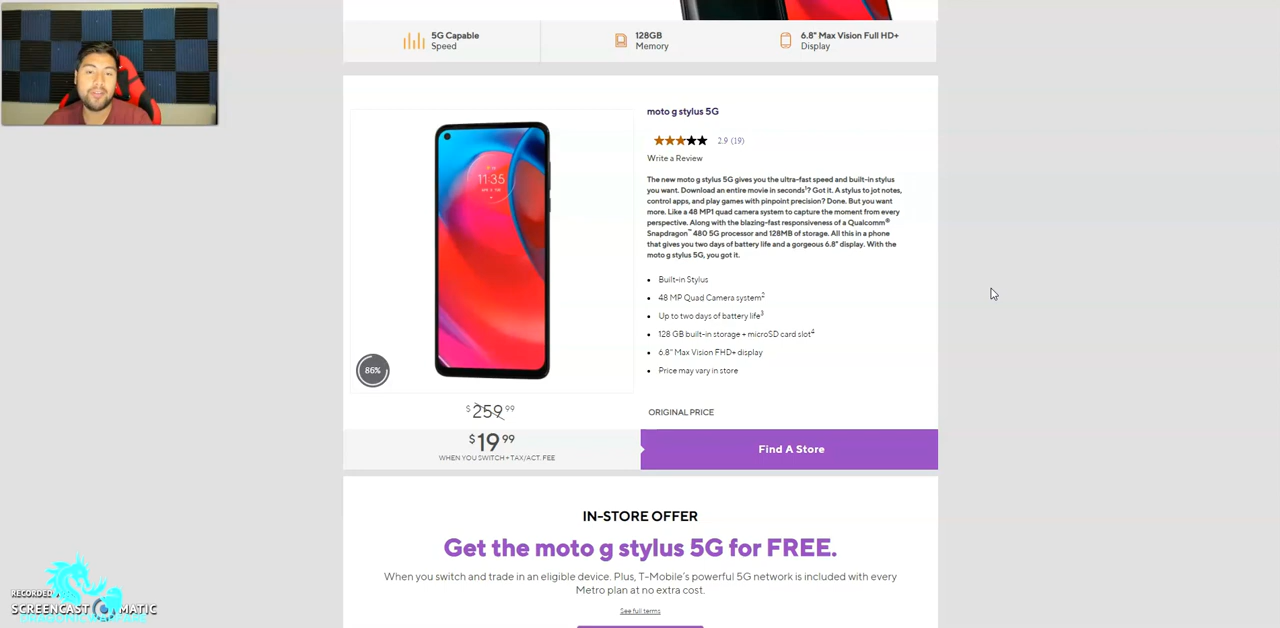 5G Capable
Speed
128GB
Memory
6.8" Max Vision Full HD+
Display
moto g stylus 5G
2.9 (19)
Write a Review
The new moto g stylus 5G gives you the ultra-fast speed and built-in stylus
you want. Download an entire movie in seconds¹? Got it. A stylus to jot notes,
control apps, and play games with pinpoint precision? Done. But you want
more. Like a 48 MP1 quad camera system to capture the moment from every
perspective. Along with the blazing-fast responsiveness of a Qualcomm®
Snapdragon™ 480 5G processor and 128MB of storage. All this in a phone
that gives you two days of battery life and a gorgeous 6.8" display. With the
moto g stylus 5G, you got it.
Built-in Stylus
48 MP Quad Camera system²
Up to two days of battery life³
128 GB built-in storage + microSD card slot⁴
6.8" Max Vision FHD+ display
Price may vary in store
11:35
86%
$259.99
ORIGINAL PRICE
$19.99
WHEN YOU SWITCH + TAX/ACT. FEE
Find A Store
IN-STORE OFFER
Get the moto g stylus 5G for FREE.
When you switch and trade in an eligible device. Plus, T-Mobile's powerful 5G network is included with every
Metro plan at no extra cost.
See full terms
RECORDED
SCREENCAST MATIC
DRAGONICWARFARE